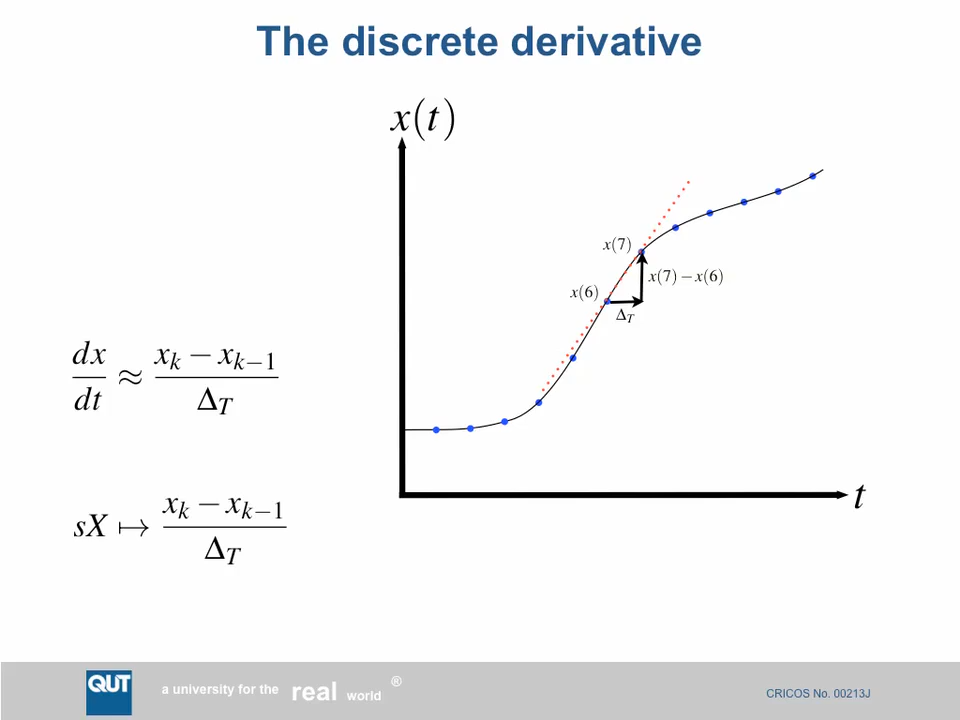 The discrete derivative
x(t)
x(7)
x(7) − x(6)
x(6)
Δ_T
dx/dt ≈ (x_k − x_{k−1})/Δ_T
t
sX ↦ (x_k − x_{k−1})/Δ_T
QUT
a university for the real world ®
CRICOS No. 00213J